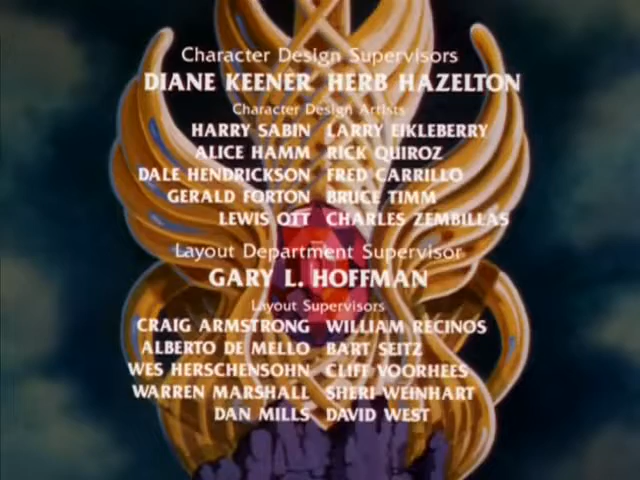 Character Design Supervisors
DIANE KEENER HERB HAZELTON
Character Design Artists
HARRY SABIN LARRY EIKLEBERRY
ALICE HAMM RICK QUIROZ
DALE HENDRICKSON FRED CARRILLO
GERALD FORTON BRUCE TIMM
LEWIS OTT CHARLES ZEMBILLAS
Layout Department Supervisor
GARY L. HOFFMAN
Layout Supervisors
CRAIG ARMSTRONG WILLIAM RECINOS
ALBERTO DE MELLO BART SEITZ
WES HERSCHENSOHN CLIFF VOORHEES
WARREN MARSHALL SHERI WEINHART
DAN MILLS DAVID WEST